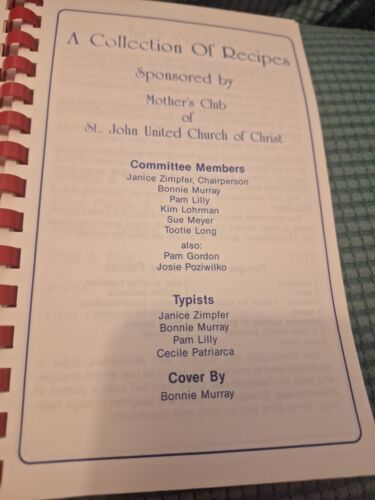 A Collection Of Recipes
Sponsored by
Mother's Club
of
St. John United Church of Christ
Committee Members
Janice Zimpfer, Chairperson
Bonnie Murray
Pam Lilly
Kim Lohrman
Sue Meyer
Tootie Long
also:
Pam Gordon
Josie Poziwilko
Typists
Janice Zimpfer
Bonnie Murray
Pam Lilly
Cecile Patriarca
Cover By
Bonnie Murray